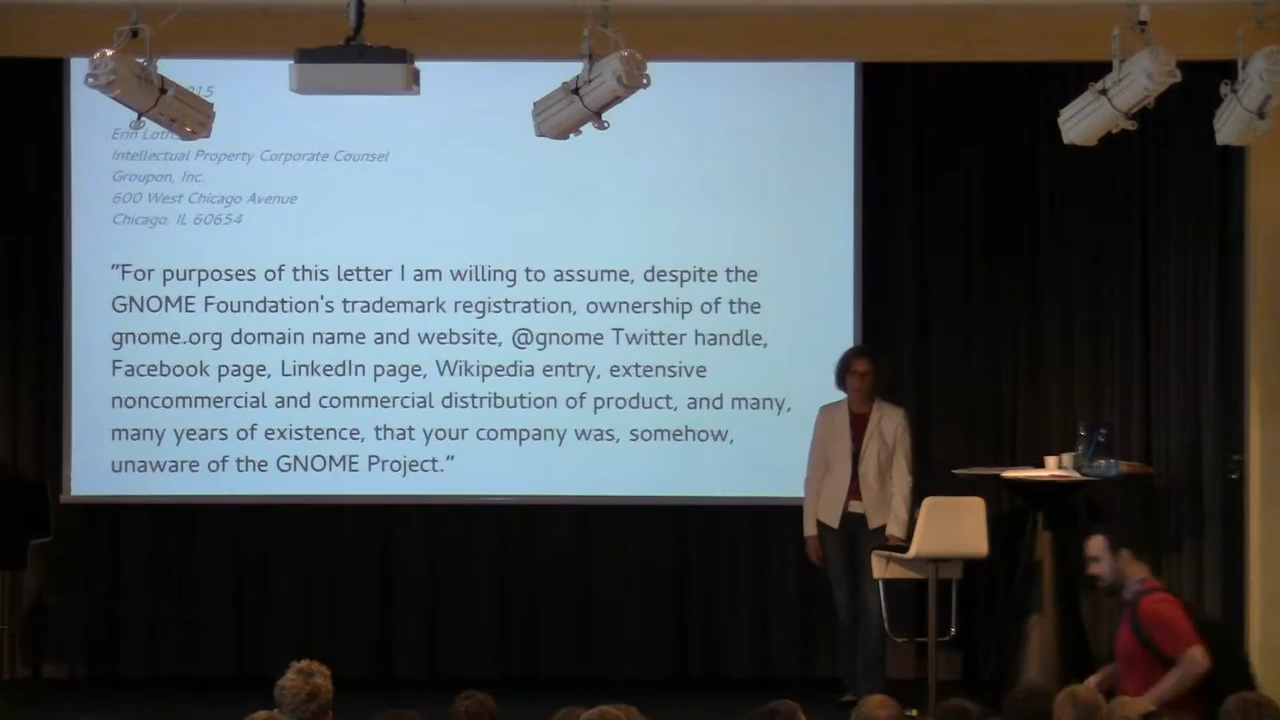 015
Erin
Intellectual Property Corporate Counsel
Groupon, Inc.
600 West Chicago Avenue
Chicago, IL 60654
"For purposes of this letter I am willing to assume, despite the
GNOME Foundation's trademark registration, ownership of the
gnome.org domain name and website, @gnome Twitter handle,
Facebook page, LinkedIn page, Wikipedia entry, extensive
noncommercial and commercial distribution of product, and many,
many years of existence, that your company was, somehow,
unaware of the GNOME Project."